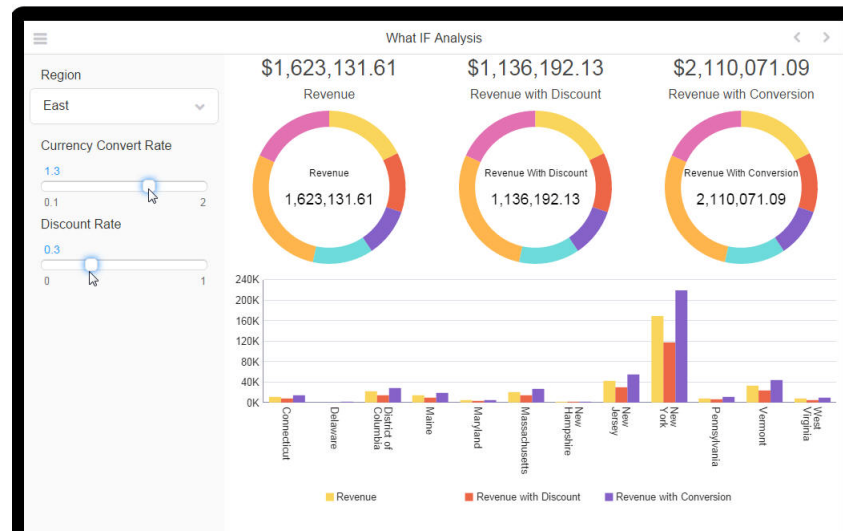 What IF Analysis
Region
East
Currency Convert Rate
1.3
0.1 2
Discount Rate
0.3
0 1
$1,623,131.61 $1,136,192.13 $2,110,071.09
Revenue Revenue with Discount Revenue with Conversion
Revenue Revenue With Discount Revenue With Conversion
1,623,131.61 1,136,192.13 2,110,071.09
240K
200K
160K
120K
80K
40K
0K
Connecticut
Delaware
District of
Columbia
Maine
Maryland
Massachusetts
New
Hampshire
New
Jersey
New
York
Pennsylvania
Vermont
West
Virginia
Revenue Revenue with Discount Revenue with Conversion